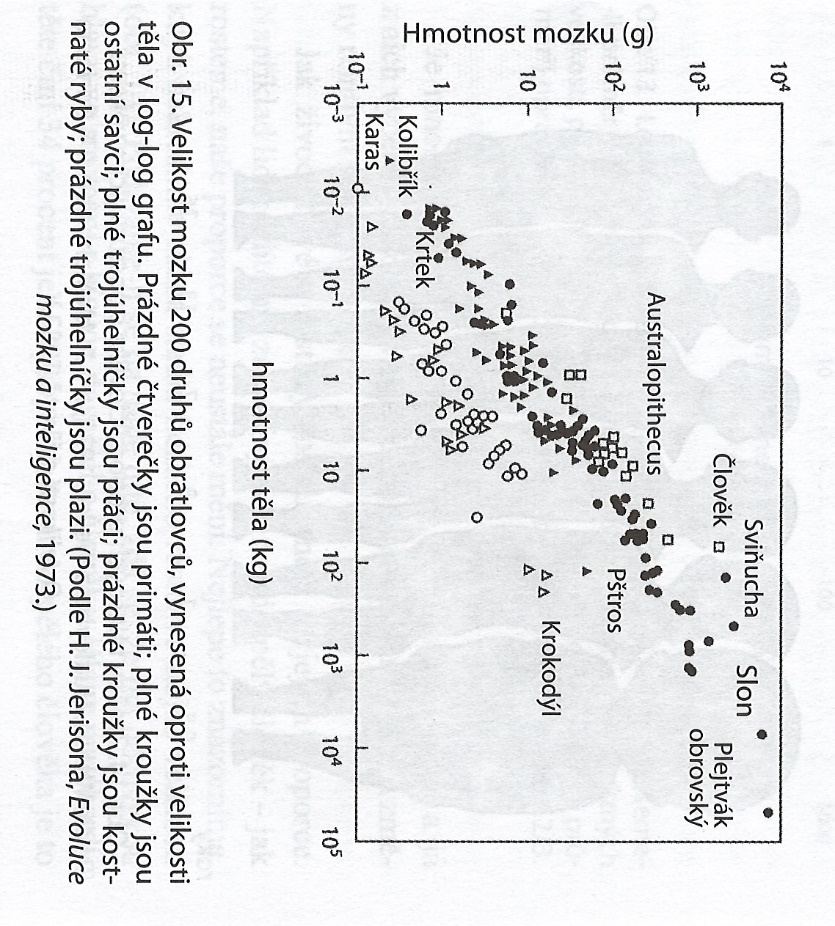 Hmotnost mozku (g)
10⁴
10³
10²
10
1
10⁻¹
10⁻³
10⁻²
10⁻¹
1
10
10²
10³
10⁴
10⁵
Karas
Kolibřík
Krtek
Australopithecus
Člověk
Sviňucha
Slon
Plejtvák
obrovský
Pštros
Krokodýl
hmotnost těla (kg)
Obr. 15. Velikost mozku 200 druhů obratlovců, vynesená oproti velikosti
těla v log-log grafu. Prázdné čtverečky jsou primáti; plné kroužky jsou
ostatní savci; plné trojúhelníčky jsou ptáci; prázdné kroužky jsou kost-
naté ryby; prázdné trojúhelníčky jsou plazi. (Podle H. J. Jerisona, Evoluce
mozku a inteligence, 1973.)